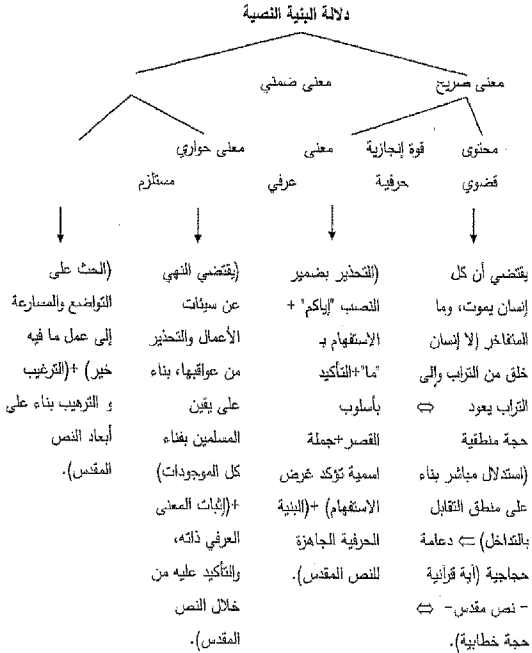 دلالة البنية النصية
معنى صريح
معنى ضمني
محتوى
قضوي
قوة إنجازية
حرفية
معنى
عرفي
معنى حواري
مستلزم
يقتضي أن كل
إنسان يموت، وما
المتفاخر إلا إنسان
خلق من التراب وإلى
التراب يعود ⇔
حجة منطقية
(استدلال مباشر بناء
على منطق التقابل
بالتداخل) ⇐ دعامة
حجاجية (آية قرآنية
- نص مقدس- ⇔
حجة خطابية).
(التحذير بضمير
النصب "إياكم" +
الإستفهام بـ
"ما"+التأكيد
بأسلوب
القصر+جملة
اسمية تؤكد غرض
الاستفهام) +(البنية
الحرفية الجاهزة
للنص المقدس).
(يقتضي النهي
عن سيئات
الأعمال والتحذير
من عواقبها، بناء
على يقين
المسلمين بفناء
كل الموجودات)
+(إثبات المعنى
العرفي ذاته،
والتأكيد عليه من
خلال النص
المقدس).
(الحث على
التواضع والمسارعة
إلى عمل ما فيه
خير) +(الترغيب
و الترهيب بناء على
أبعاد النص
المقدس).